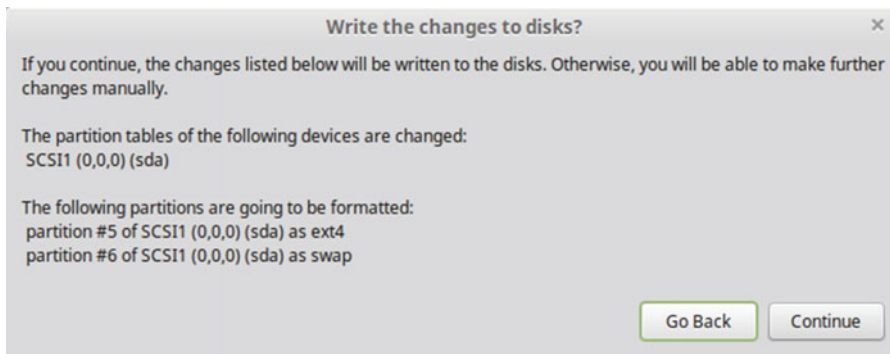 Write the changes to disks?
If you continue, the changes listed below will be written to the disks. Otherwise, you will be able to make further
changes manually.
The partition tables of the following devices are changed:
SCSI1 (0,0,0) (sda)
The following partitions are going to be formatted:
partition #5 of SCSI1 (0,0,0) (sda) as ext4
partition #6 of SCSI1 (0,0,0) (sda) as swap
Go Back Continue